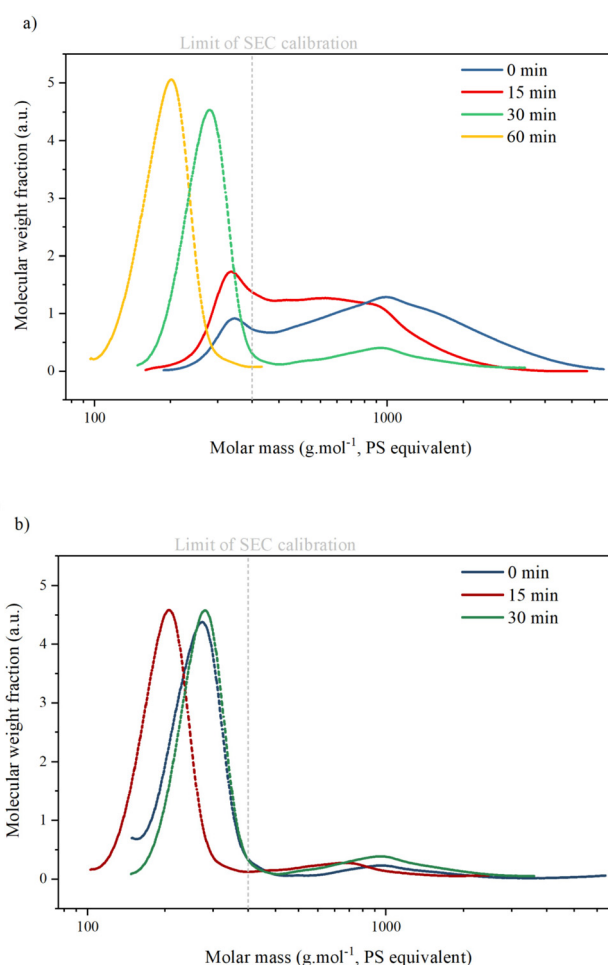 a)
Limit of SEC calibration
0 min
15 min
30 min
60 min
Molecular weight fraction (a.u.)
5
4
3
2
1
0
100
1000
Molar mass (g.mol⁻¹, PS equivalent)
b)
Limit of SEC calibration
0 min
15 min
30 min
Molecular weight fraction (a.u.)
5
4
3
2
1
0
100
1000
Molar mass (g.mol⁻¹, PS equivalent)